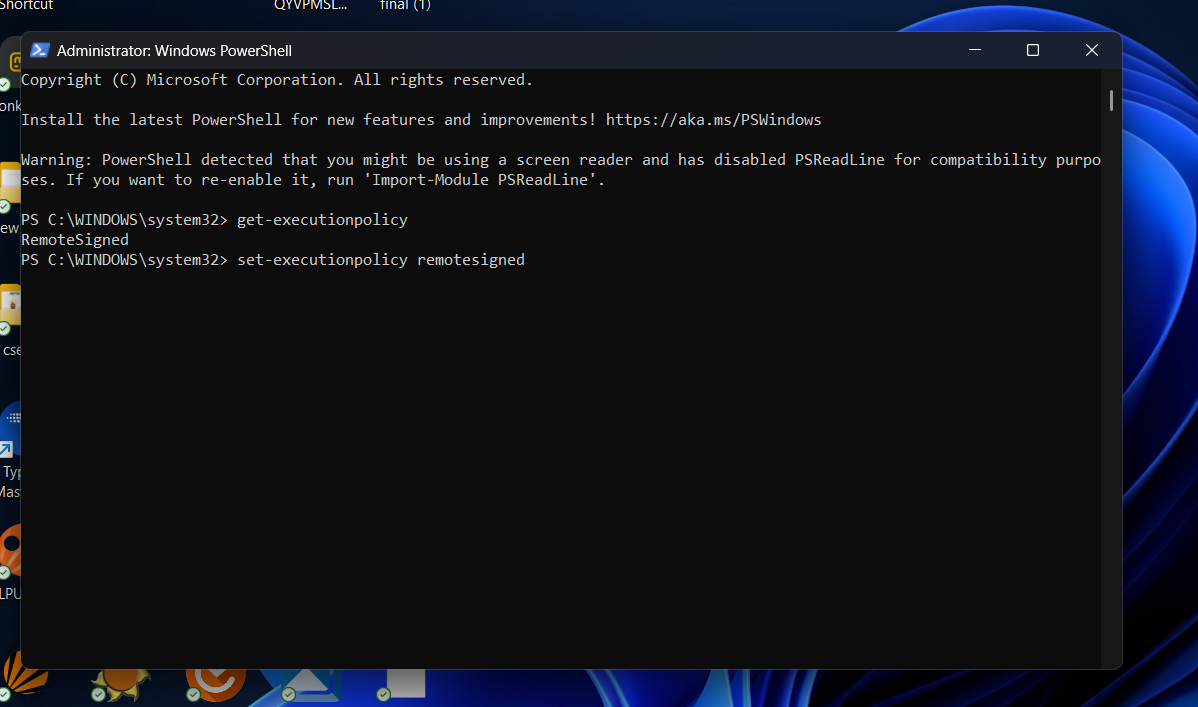 Shortcut
QYVPMSL...
final (1)
Administrator: Windows PowerShell
Copyright (C) Microsoft Corporation. All rights reserved.
Install the latest PowerShell for new features and improvements! https://aka.ms/PSWindows
Warning: PowerShell detected that you might be using a screen reader and has disabled PSReadLine for compatibility purpo
ses. If you want to re-enable it, run 'Import-Module PSReadLine'.
PS C:\WINDOWS\system32> get-executionpolicy
RemoteSigned
PS C:\WINDOWS\system32> set-executionpolicy remotesigned
onk
ew
cse
Typ
Mas
LPU